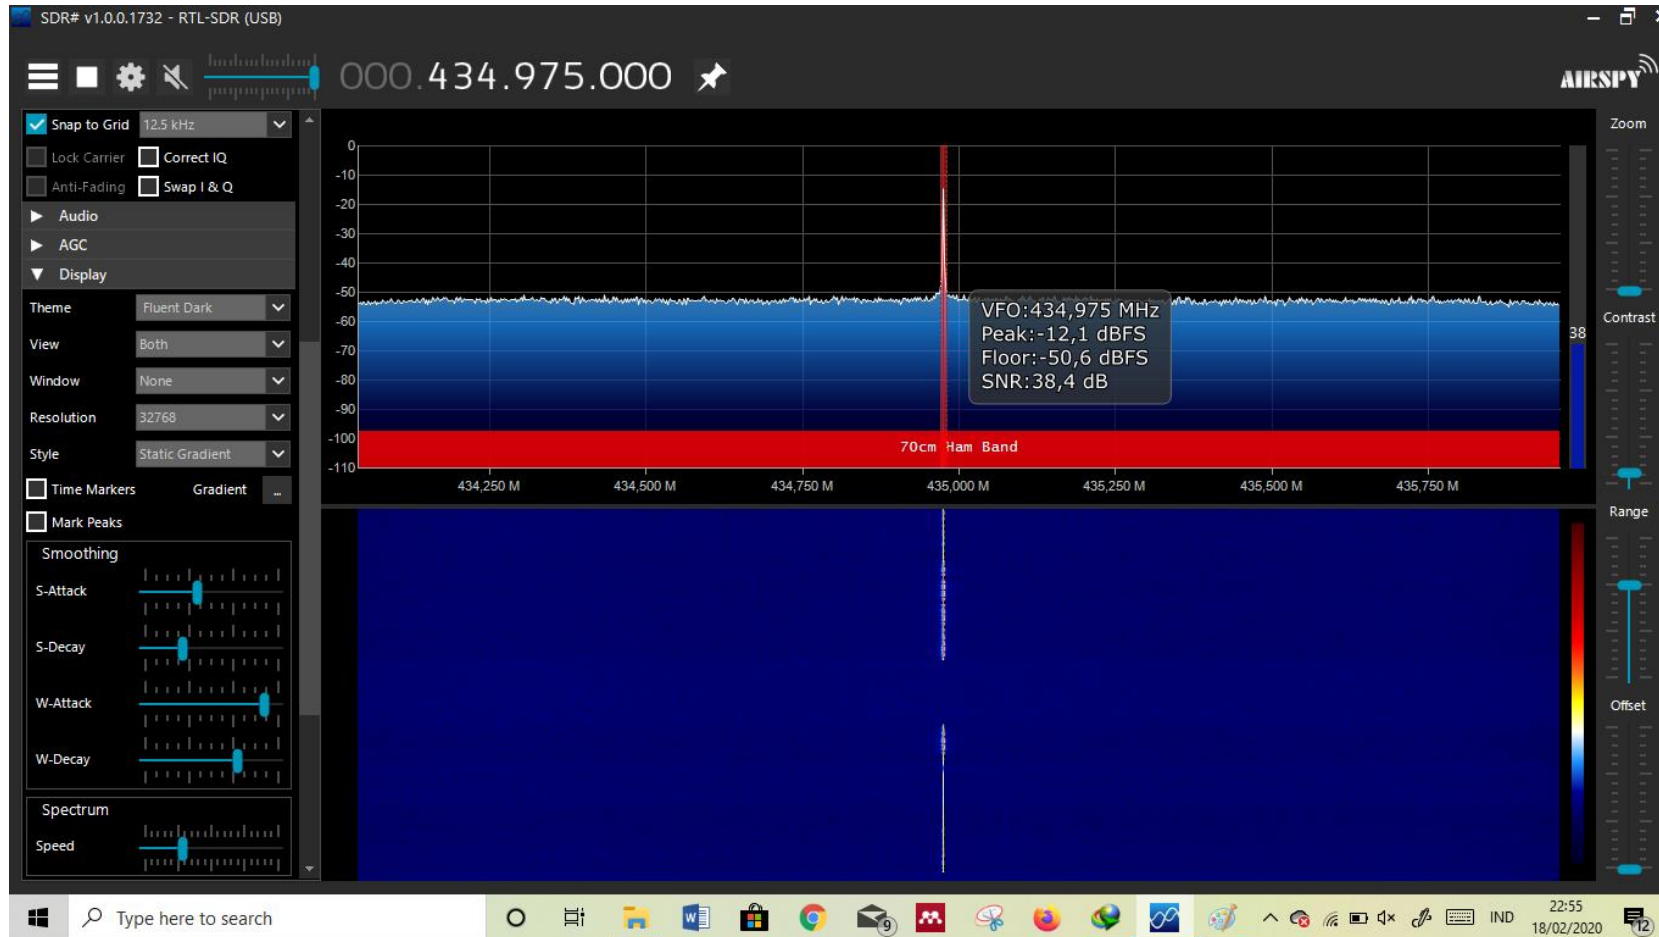 SDR# v1.0.0.1732 - RTL-SDR (USB)
000.434.975.000
AIRSPY
Snap to Grid 12.5 kHz
Lock Carrier Correct IQ
Anti-Fading Swap I & Q
Audio
AGC
Display
Theme Fluent Dark
View Both
Window None
Resolution 32768
Style Static Gradient
Time Markers Gradient ...
Mark Peaks
Smoothing
S-Attack
S-Decay
W-Attack
W-Decay
Spectrum
Speed
0
-10
-20
-30
-40
-50
-60
-70
-80
-90
-100
-110
VFO:434,975 MHz
Peak:-12,1 dBFS
Floor:-50,6 dBFS
SNR:38,4 dB
70cm Ham Band
434,250 M 434,500 M 434,750 M 435,000 M 435,250 M 435,500 M 435,750 M
38
Zoom
Contrast
Range
Offset
Type here to search
9
IND
22:55
18/02/2020
12